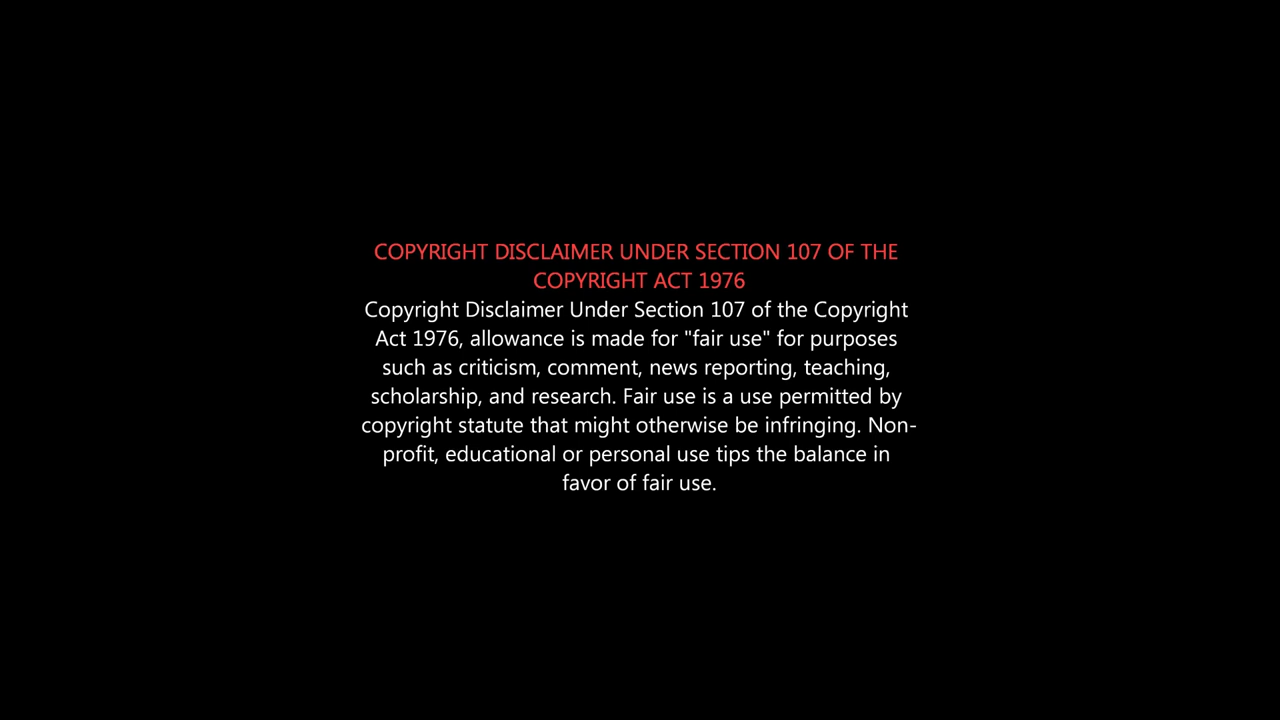 COPYRIGHT DISCLAIMER UNDER SECTION 107 OF THE
COPYRIGHT ACT 1976
Copyright Disclaimer Under Section 107 of the Copyright
Act 1976, allowance is made for "fair use" for purposes
such as criticism, comment, news reporting, teaching,
scholarship, and research. Fair use is a use permitted by
copyright statute that might otherwise be infringing. Non-
profit, educational or personal use tips the balance in
favor of fair use.